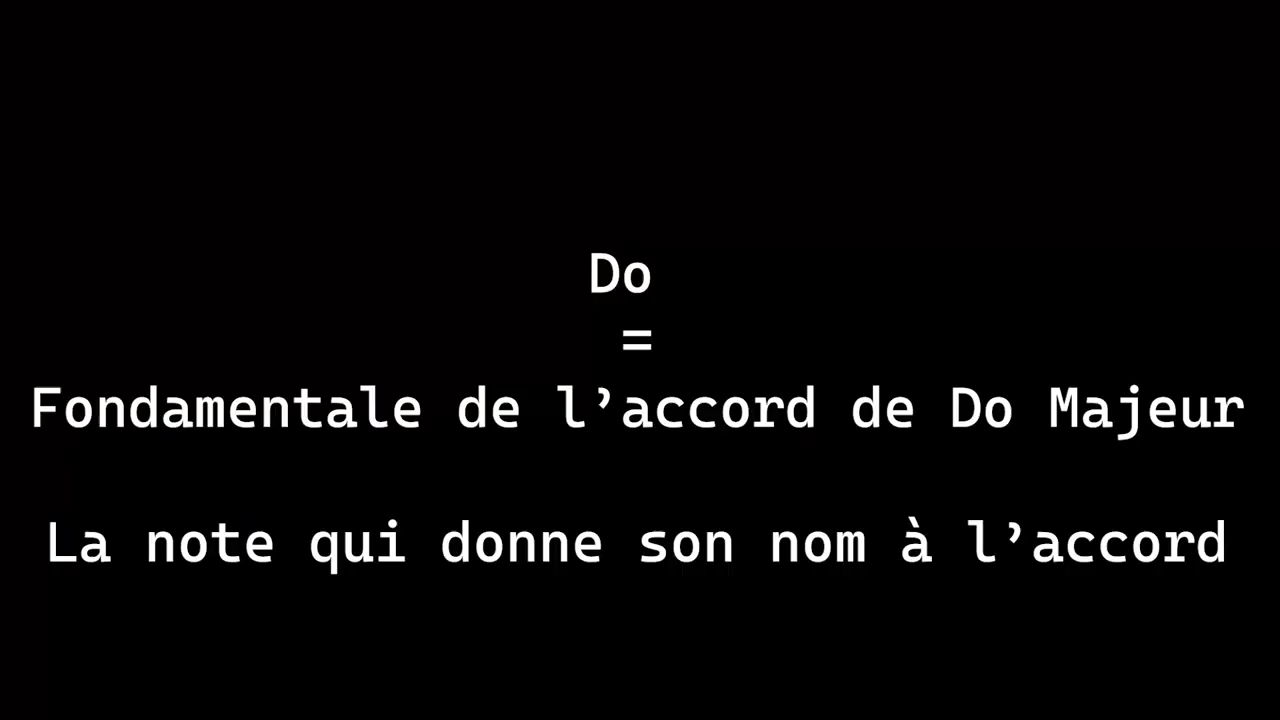 Do
=
Fondamentale de l’accord de Do Majeur
La note qui donne son nom à l’accord